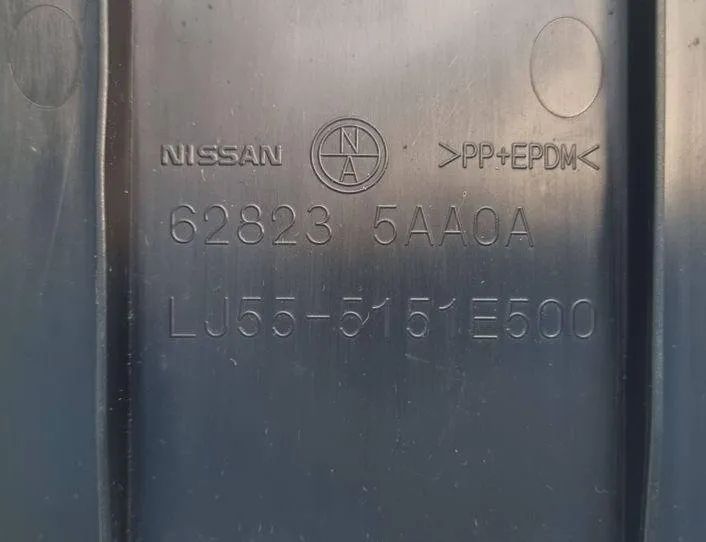 NISSAN N A >PP+EPDM<
62823 5AA0A
LJ55-5151E500